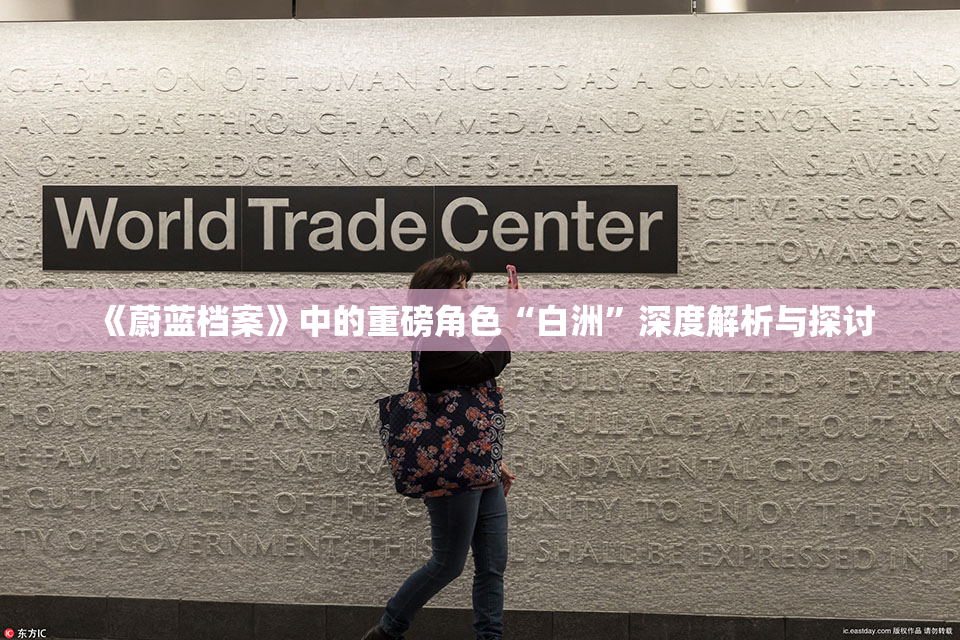 CLARATION OF HUMAN RIGHTS AS A COMMON STAND
AND IDEAS THROUGH ANY MEDIA AND EVERYONE HAS T
N OF THIS PLEDGE NO ONE SHALL BE HELD IN SLAVERY
ECTIVE RECOGN
World Trade Center
ACT TOWARDS O
《蔚蓝档案》中的重磅角色“白洲”深度解析与探讨
IN THIS DECLARATION FULLY REALIZED EVERYO
THOUGHT MEN AND OF FULL AGE WITHO
E FAMILY IS THE NATURA FUNDAMENTAL GROUP
E CULTURAL LIFE OF THE COMMUNITY, TO ENJOY THE ART
TY OF GOVERNMENT; THIS SHALL BE EXPRESSED IN P
东方IC
ic.eastday.com 版权作品 请勿转载